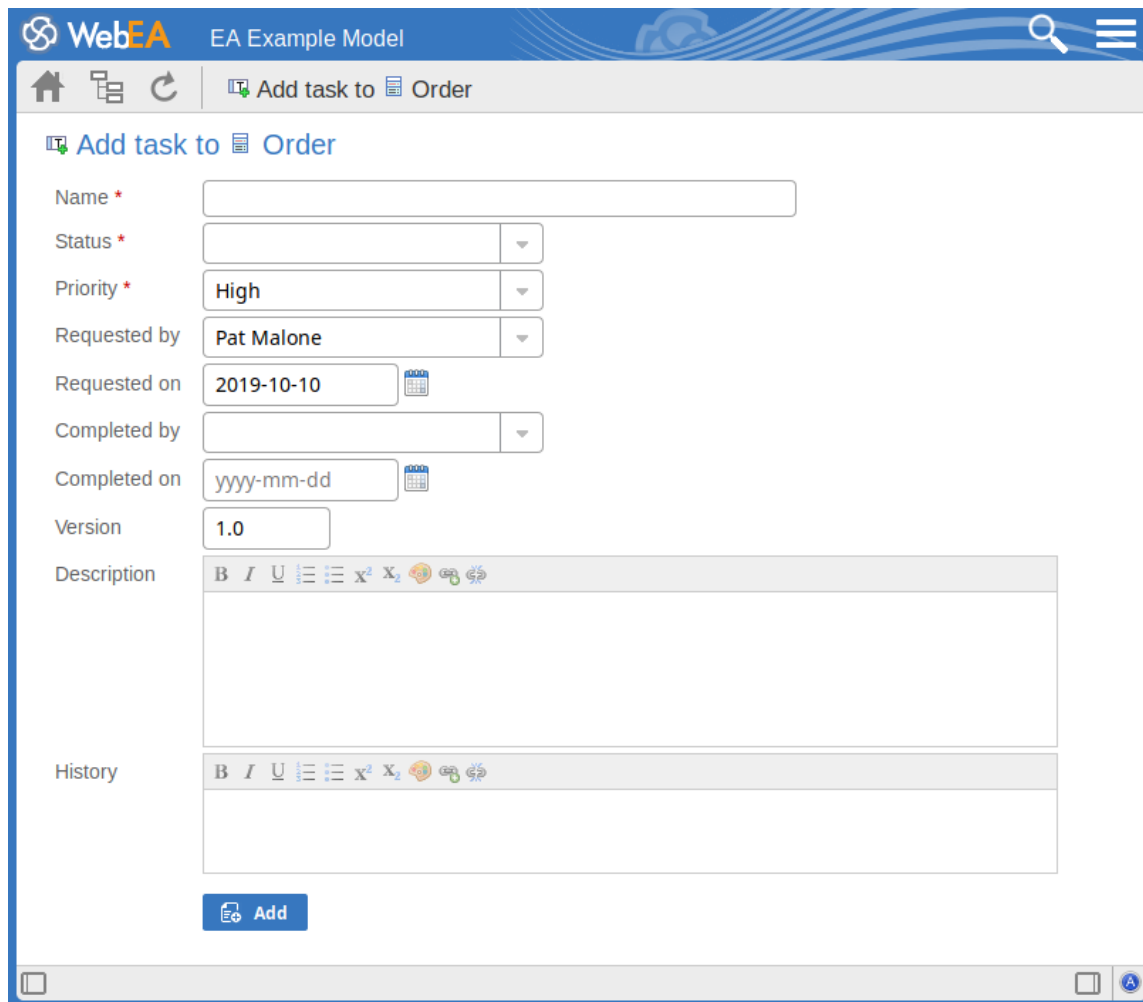 WebEA EA Example Model
Add task to Order
Add task to Order
Name *
Status *
Priority * High
Requested by Pat Malone
Requested on 2019-10-10
Completed by
Completed on yyyy-mm-dd
Version 1.0
Description B I U X² X₂
History B I U X² X₂
Add
A